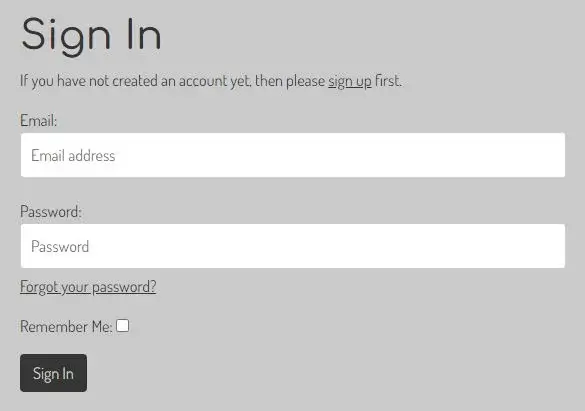 Sign In
If you have not created an account yet, then please sign up first.
Email:
Email address
Password:
Password
Forgot your password?
Remember Me:
Sign In